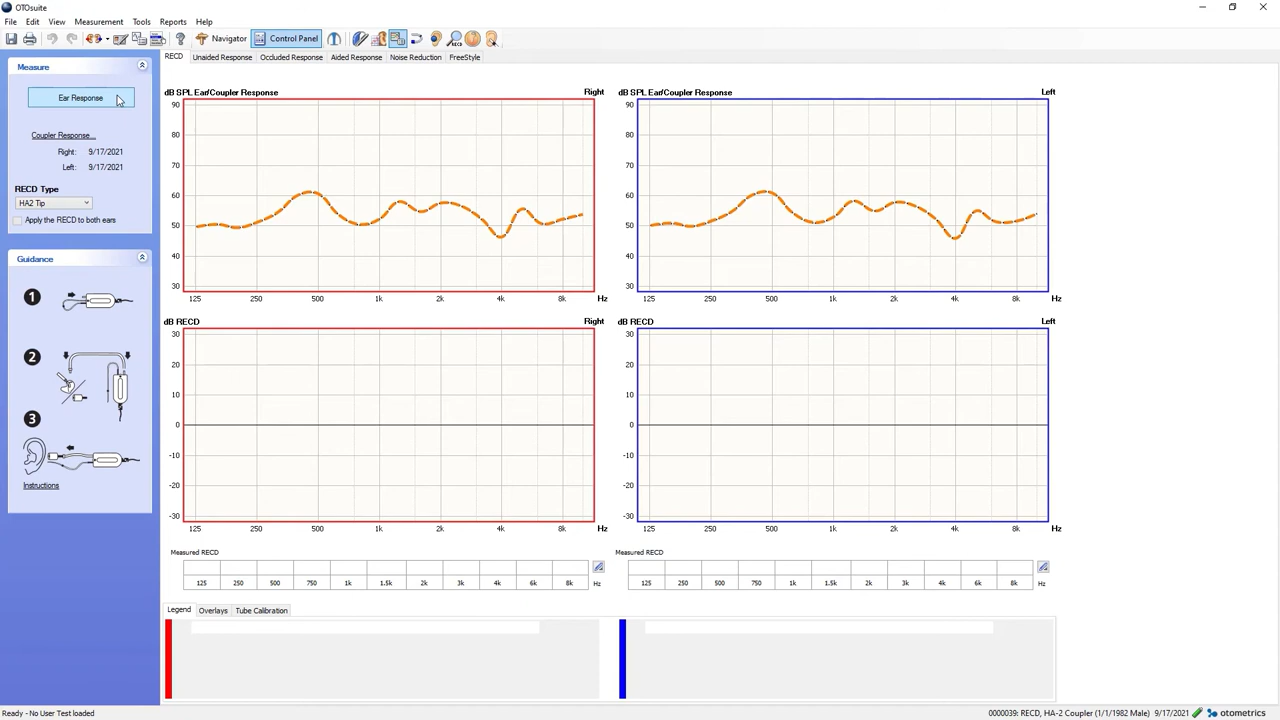 OTOsuite
File Edit View Measurement Tools Reports Help
Navigator Control Panel
Measure
Ear Response
Coupler Response...
Right: 9/17/2021
Left: 9/17/2021
RECD Type
HA2 Tip
Apply the RECD to both ears
Guidance
1
2
3
Instructions
RECD Unaided Response Occluded Response Aided Response Noise Reduction FreeStyle
dB SPL Ear/Coupler Response Right
90
80
70
60
50
40
30
125 250 500 1k 2k 4k 8k Hz
dB SPL Ear/Coupler Response Left
90
80
70
60
50
40
30
125 250 500 1k 2k 4k 8k Hz
dB RECD Right
30
20
10
0
-10
-20
-30
125 250 500 1k 2k 4k 8k Hz
dB RECD Left
30
20
10
0
-10
-20
-30
125 250 500 1k 2k 4k 8k Hz
Measured RECD
125 250 500 750 1k 1.5k 2k 3k 4k 6k 8k Hz
Measured RECD
125 250 500 750 1k 1.5k 2k 3k 4k 6k 8k Hz
Legend Overlays Tube Calibration
Ready - No User Test loaded
0000039: RECD, HA-2 Coupler (1/1/1982 Male) 9/17/2021 otometrics